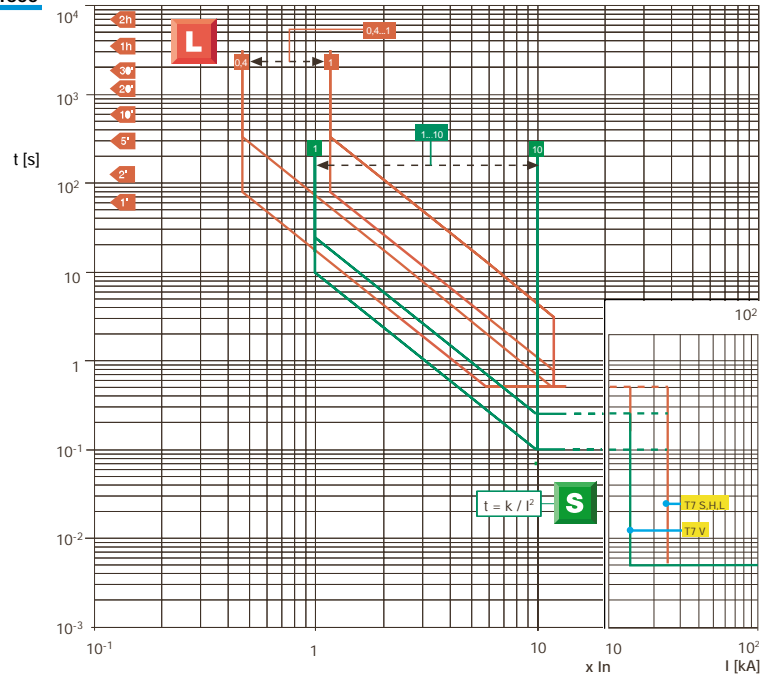 10⁴
2h
1h
30'
20'
10'
5'
2'
1'
L
0,4...1
0,4
1
1...10
1
10
t [s]
10³
10²
10
1
10⁻¹
10⁻²
10⁻³
10²
t = k / I²
S
T7 S,H,L
T7 V
10⁻¹
1
10
x In
10
10²
I [kA]